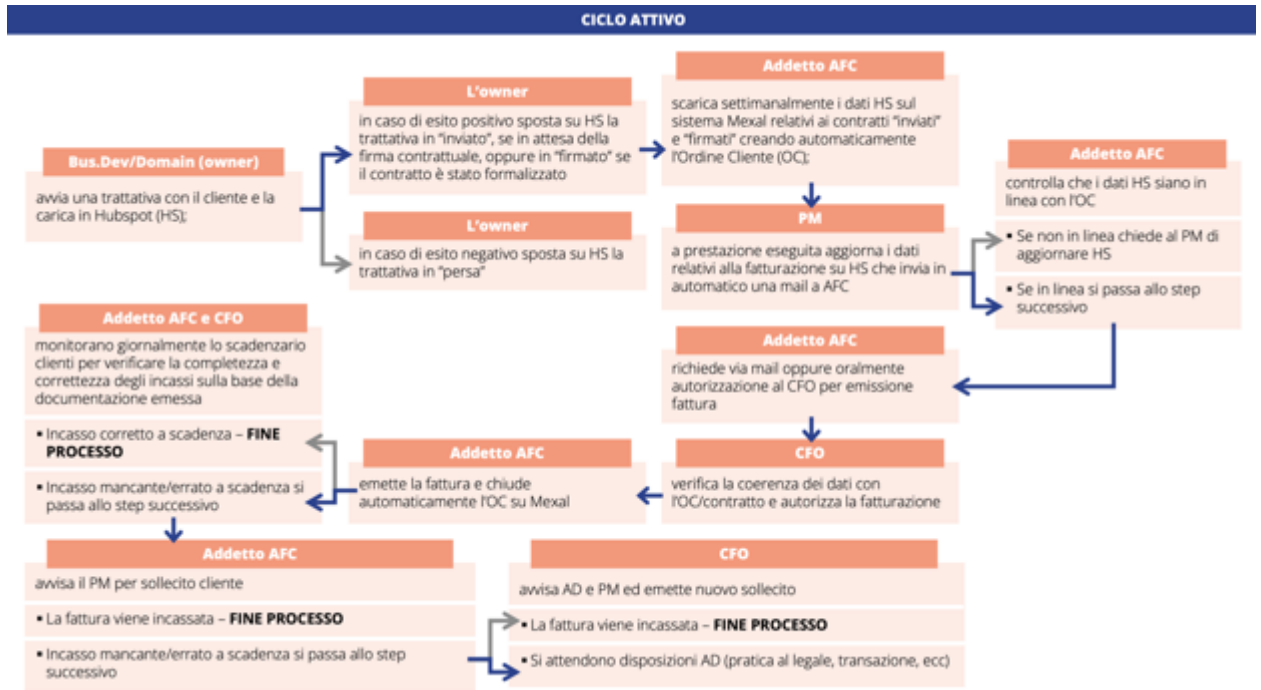 CICLO ATTIVO
Bus.Dev/Domain (owner)
avvia una trattativa con il cliente e la
carica in Hubspot (HS);
L'owner
in caso di esito positivo sposta su HS la
trattativa in "inviato", se in attesa della
firma contrattuale, oppure in "firmato" se
il contratto è stato formalizzato
L'owner
in caso di esito negativo sposta su HS la
trattativa in "persa"
Addetto AFC
scarica settimanalmente i dati HS sul
sistema Mexal relativi ai contratti "inviati"
e "firmati" creando automaticamente
l'Ordine Cliente (OC);
PM
a prestazione eseguita aggiorna i dati
relativi alla fatturazione su HS che invia in
automatico una mail a AFC
Addetto AFC
controlla che i dati HS siano in
linea con l'OC
▪ Se non in linea chiede al PM di
aggiornare HS
▪ Se in linea si passa allo step
successivo
Addetto AFC
richiede via mail oppure oralmente
autorizzazione al CFO per emissione
fattura
CFO
verifica la coerenza dei dati con
l'OC/contratto e autorizza la fatturazione
Addetto AFC
emette la fattura e chiude
automaticamente l'OC su Mexal
Addetto AFC e CFO
monitorano giornalmente lo scadenzario
clienti per verificare la completezza e
correttezza degli incassi sulla base della
documentazione emessa
▪ Incasso corretto a scadenza – FINE
PROCESSO
▪ Incasso mancante/errato a scadenza si
passa allo step successivo
Addetto AFC
avvisa il PM per sollecito cliente
▪ La fattura viene incassata – FINE PROCESSO
▪ Incasso mancante/errato a scadenza si passa allo step
successivo
CFO
avvisa AD e PM ed emette nuovo sollecito
▪ La fattura viene incassata – FINE PROCESSO
▪ Si attendono disposizioni AD (pratica al legale, transazione, ecc)